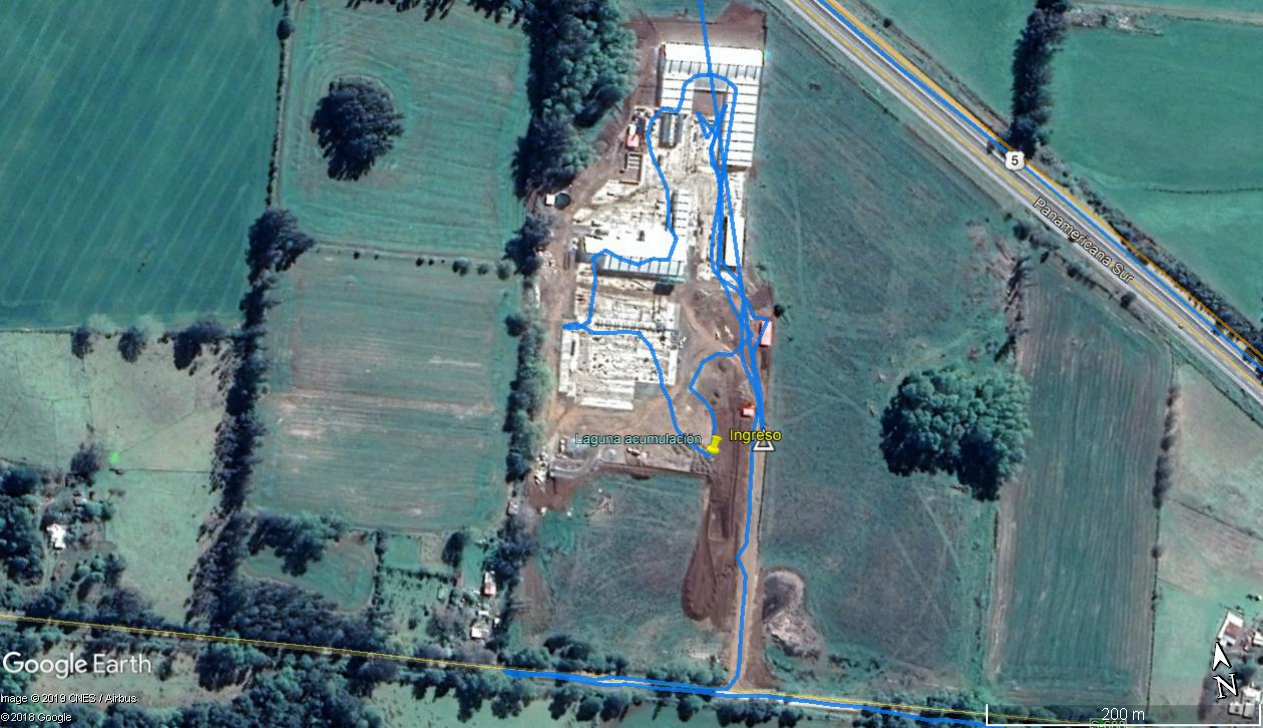 5
Panamericana Sur
Laguna acumulación
Ingreso
Google Earth
N
Image © 2019 CNES / Airbus
© 2018 Google
200 m